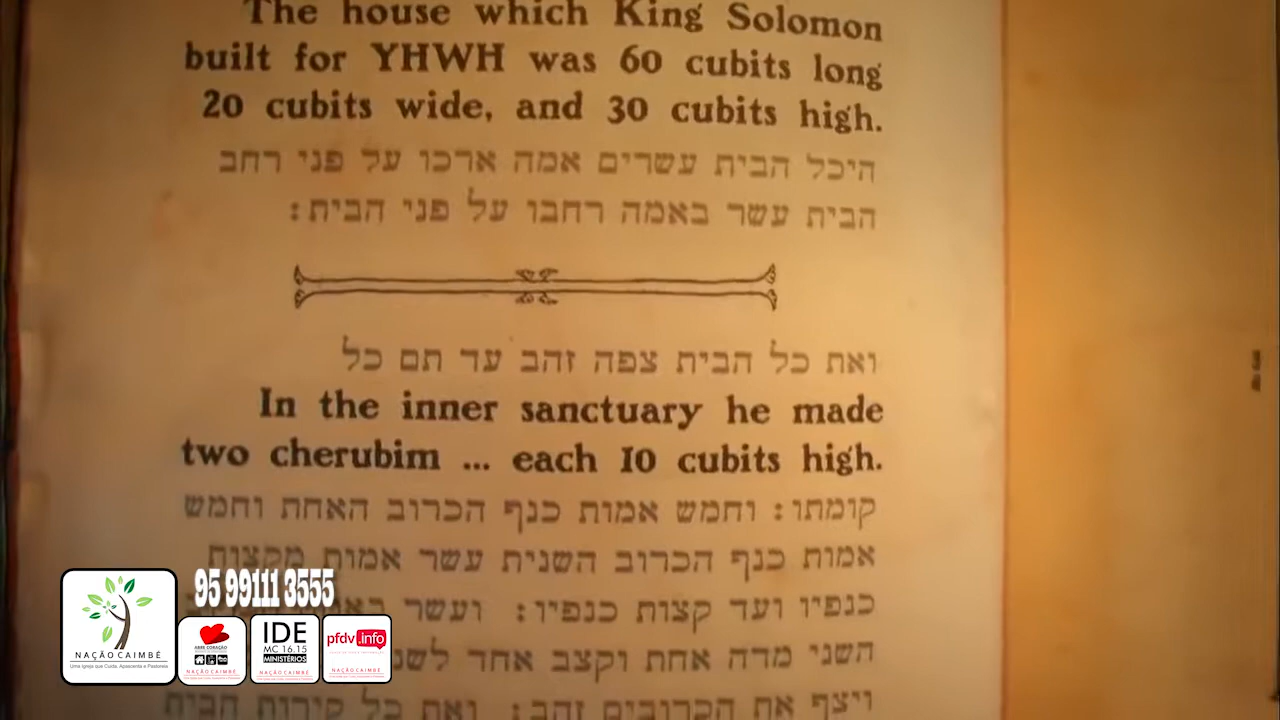 The house which King Solomon
built for YHWH was 60 cubits long
20 cubits wide, and 30 cubits high.
היכל הבית עשרים אמה ארכו על פני רחב
הבית עשר באמה רחבו על פני הבית:
ואת כל הבית צפה זהב עד תם כל
In the inner sanctuary he made
two cherubim ... each 10 cubits high.
קומתו: וחמש אמות כנף הכרוב האחת וחמש
אמות כנף הכרוב השנית עשר אמות מקצות
כנפיו ועד קצות כנפיו: ועשר
השני מדה אחת וקצב אחד
ויצף את הכרובים זהב: ואת כל קירות הבית
95 99111 3555
NAÇÃO CAIMBÉ
Uma Igreja que Cuida, Apascenta e Pastoreia
ABRE CORAÇÃO
NAÇÃO CAIMBÉ
IDE
MC 16.15
MINISTÉRIOS
NAÇÃO CAIMBÉ
pfdv.info
NAÇÃO CAIMBÉ